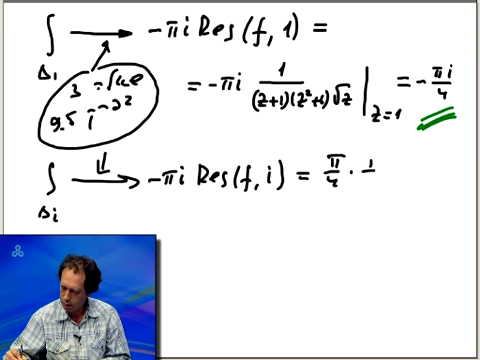 ∫ → -πi Res(f, 1) =
Δ₁
= -πi 1/((z+1)(z²+1)√z) |_{z=1} = -πi/4
∫ → -πi Res(f, i) = π/4 · 1
Δi